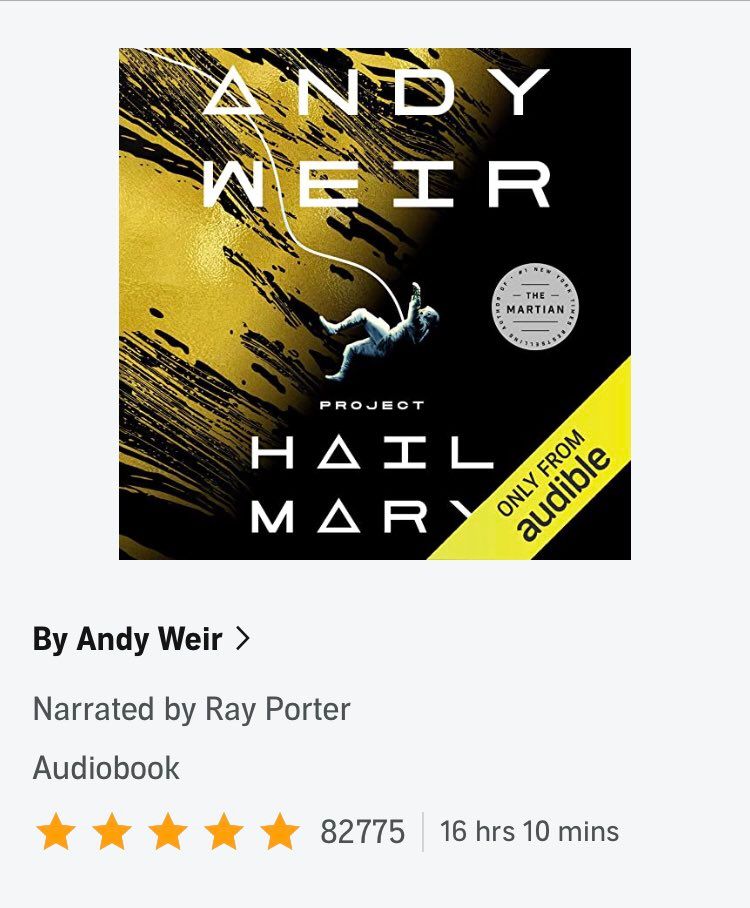 ANDY
WEIR
AUTHOR OF • #1 NEW YORK TIMES BESTSELLING
THE
MARTIAN
PROJECT
HAIL
MARY
ONLY FROM
audible
By Andy Weir >
Narrated by Ray Porter
Audiobook
82775 | 16 hrs 10 mins